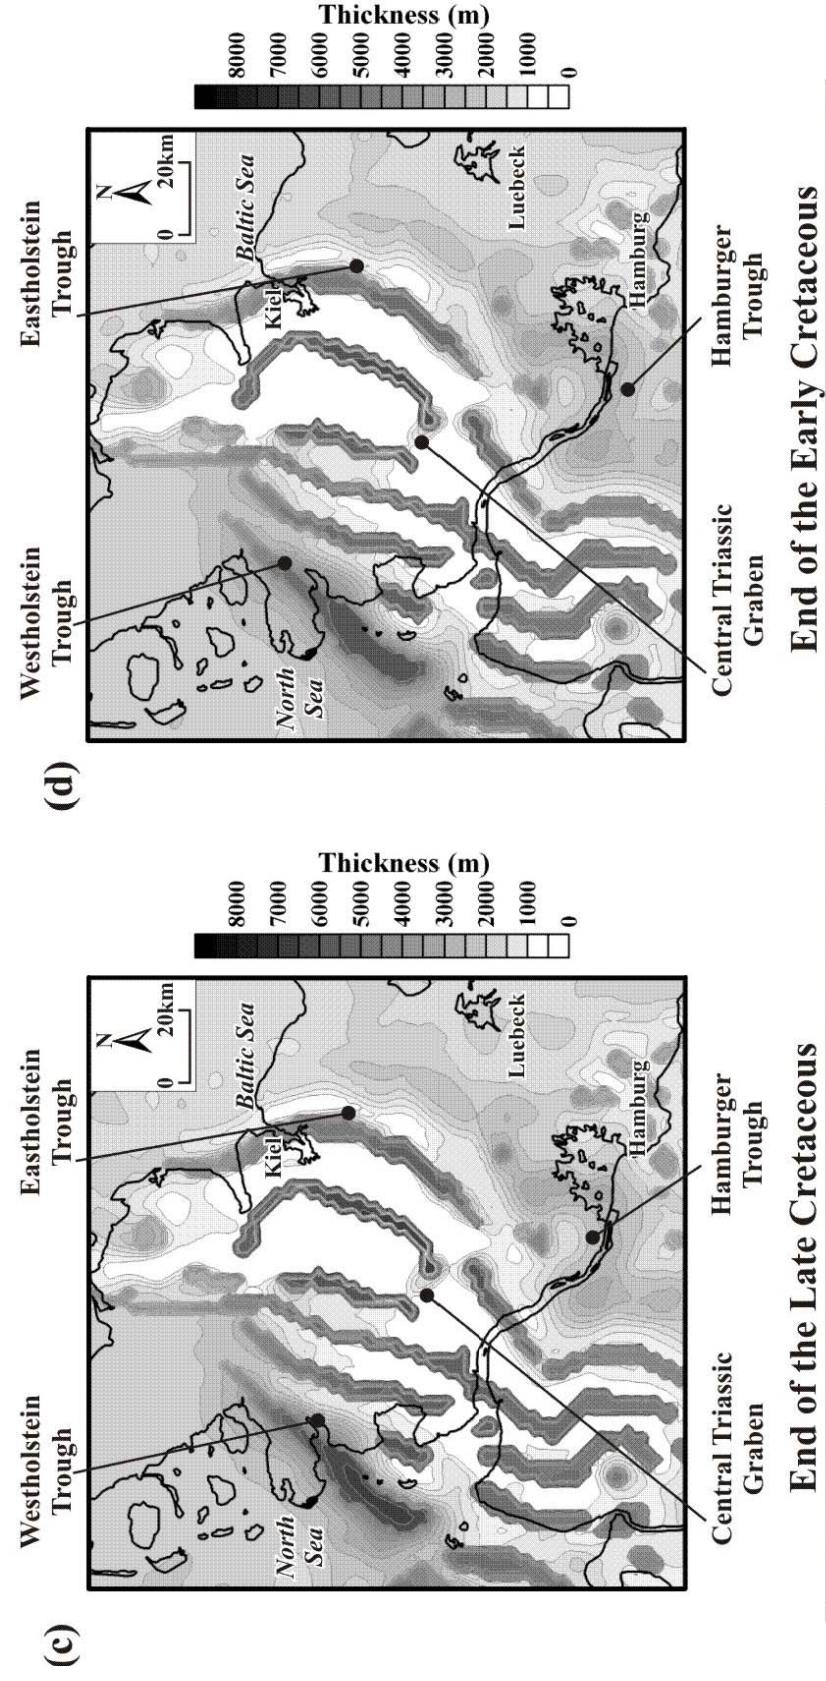 (c)
Westholstein
Trough
Eastholstein
Trough
N
20km
0
Baltic Sea
Kiel
North
Sea
Luebeck
Hamburg
Central Triassic
Graben
Hamburger
Trough
Thickness (m)
8000
7000
6000
5000
4000
3000
2000
1000
0
End of the Late Cretaceous
(d)
Westholstein
Trough
Eastholstein
Trough
N
20km
0
Baltic Sea
Kiel
North
Sea
Luebeck
Hamburg
Central Triassic
Graben
Hamburger
Trough
Thickness (m)
8000
7000
6000
5000
4000
3000
2000
1000
0
End of the Early Cretaceous